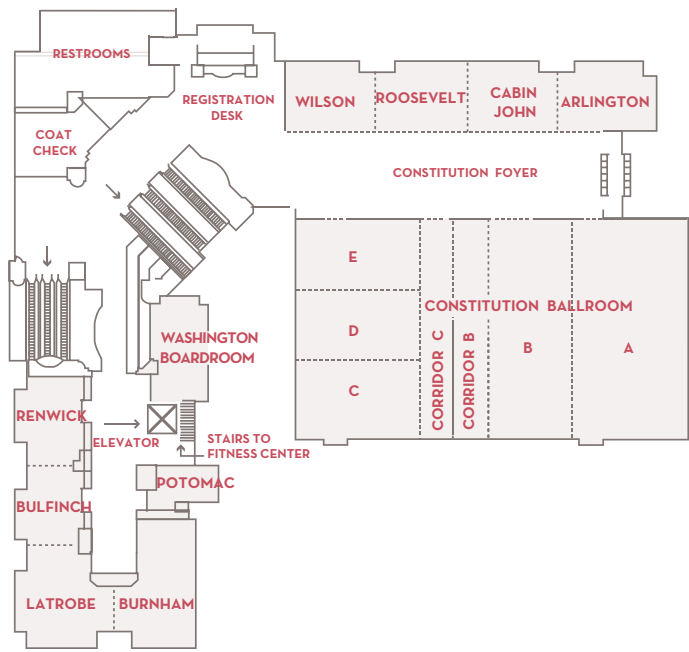 RESTROOMS
REGISTRATION
DESK
COAT
CHECK
WILSON
ROOSEVELT
CABIN
JOHN
ARLINGTON
CONSTITUTION FOYER
E
D
C
CONSTITUTION BALLROOM
CORRIDOR C
CORRIDOR B
B
A
WASHINGTON
BOARDROOM
RENWICK
ELEVATOR
STAIRS TO
FITNESS CENTER
POTOMAC
BULFINCH
LATROBE
BURNHAM